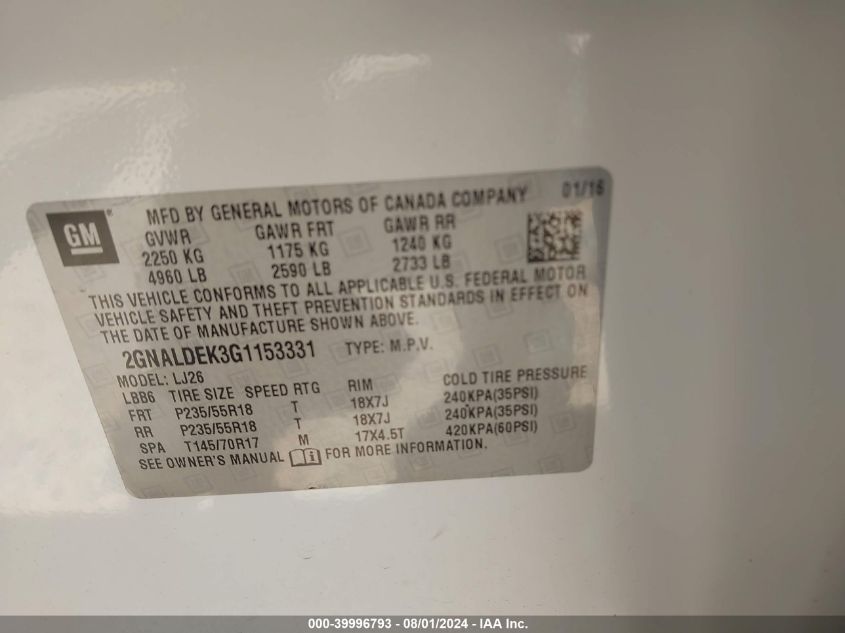 GM ®
MFD BY GENERAL MOTORS OF CANADA COMPANY 01/16
GVWR GAWR FRT GAWR RR
2250 KG 1175 KG 1240 KG
4960 LB 2590 LB 2733 LB
THIS VEHICLE CONFORMS TO ALL APPLICABLE U.S. FEDERAL MOTOR
VEHICLE SAFETY AND THEFT PREVENTION STANDARDS IN EFFECT ON
THE DATE OF MANUFACTURE SHOWN ABOVE.
2GNALDEK3G1153331 TYPE: M.P.V.
MODEL: LJ26
LBB6 TIRE SIZE SPEED RTG RIM COLD TIRE PRESSURE
FRT P235/55R18 T 18X7J 240KPA(35PSI)
RR P235/55R18 T 18X7J 240KPA(35PSI)
SPA T145/70R17 M 17X4.5T 420KPA(60PSI)
SEE OWNER'S MANUAL FOR MORE INFORMATION.
000-39996793 - 08/01/2024 - IAA Inc.